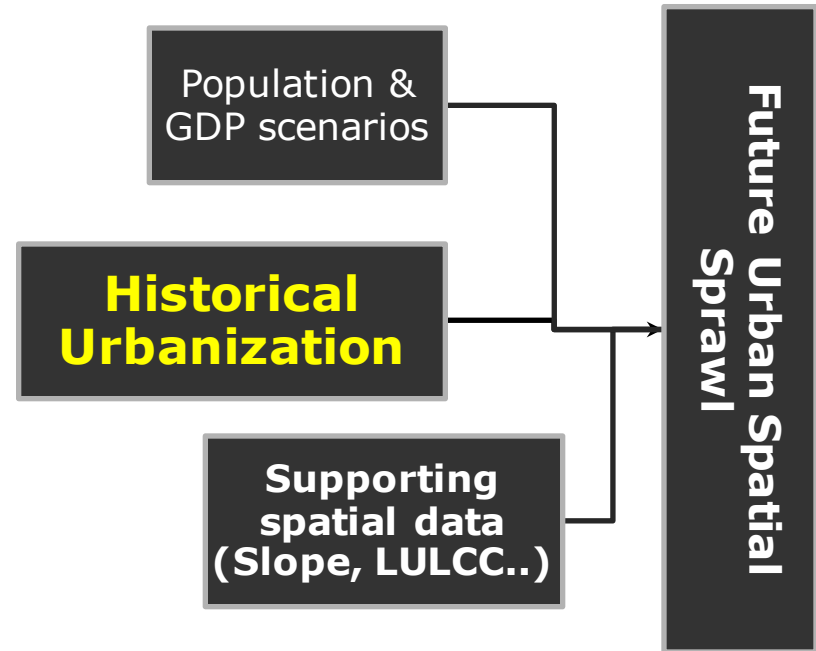 Population &
GDP scenarios
Historical
Urbanization
Supporting
spatial data
(Slope, LULCC..)
Future Urban Spatial
Sprawl